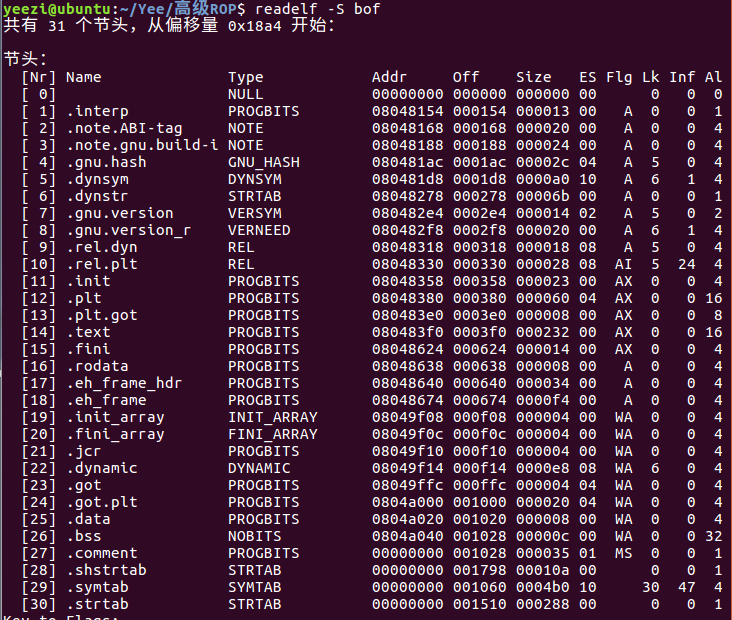 yeezi@ubuntu:~/Yee/高级ROP$ readelf -S bof
共有 31 个节头，从偏移量 0x18a4 开始：
节头：
[Nr] Name Type Addr Off Size ES Flg Lk Inf Al
[ 0] NULL 00000000 000000 000000 00 0 0 0
[ 1] .interp PROGBITS 08048154 000154 000013 00 A 0 0 1
[ 2] .note.ABI-tag NOTE 08048168 000168 000020 00 A 0 0 4
[ 3] .note.gnu.build-i NOTE 08048188 000188 000024 00 A 0 0 4
[ 4] .gnu.hash GNU_HASH 080481ac 0001ac 00002c 04 A 5 0 4
[ 5] .dynsym DYNSYM 080481d8 0001d8 0000a0 10 A 6 1 4
[ 6] .dynstr STRTAB 08048278 000278 00006b 00 A 0 0 1
[ 7] .gnu.version VERSYM 080482e4 0002e4 000014 02 A 5 0 2
[ 8] .gnu.version_r VERNEED 080482f8 0002f8 000020 00 A 6 1 4
[ 9] .rel.dyn REL 08048318 000318 000018 08 A 5 0 4
[10] .rel.plt REL 08048330 000330 000028 08 AI 5 24 4
[11] .init PROGBITS 08048358 000358 000023 00 AX 0 0 4
[12] .plt PROGBITS 08048380 000380 000060 04 AX 0 0 16
[13] .plt.got PROGBITS 080483e0 0003e0 000008 00 AX 0 0 8
[14] .text PROGBITS 080483f0 0003f0 000232 00 AX 0 0 16
[15] .fini PROGBITS 08048624 000624 000014 00 AX 0 0 4
[16] .rodata PROGBITS 08048638 000638 000008 00 A 0 0 4
[17] .eh_frame_hdr PROGBITS 08048640 000640 000034 00 A 0 0 4
[18] .eh_frame PROGBITS 08048674 000674 0000f4 00 A 0 0 4
[19] .init_array INIT_ARRAY 08049f08 000f08 000004 00 WA 0 0 4
[20] .fini_array FINI_ARRAY 08049f0c 000f0c 000004 00 WA 0 0 4
[21] .jcr PROGBITS 08049f10 000f10 000004 00 WA 0 0 4
[22] .dynamic DYNAMIC 08049f14 000f14 0000e8 08 WA 6 0 4
[23] .got PROGBITS 08049ffc 000ffc 000004 04 WA 0 0 4
[24] .got.plt PROGBITS 0804a000 001000 000020 04 WA 0 0 4
[25] .data PROGBITS 0804a020 001020 000008 00 WA 0 0 4
[26] .bss NOBITS 0804a040 001028 00000c 00 WA 0 0 32
[27] .comment PROGBITS 00000000 001028 000035 01 MS 0 0 1
[28] .shstrtab STRTAB 00000000 001798 00010a 00 0 0 1
[29] .symtab SYMTAB 00000000 001060 0004b0 10 30 47 4
[30] .strtab STRTAB 00000000 001510 000288 00 0 0 1
Key to Flags: